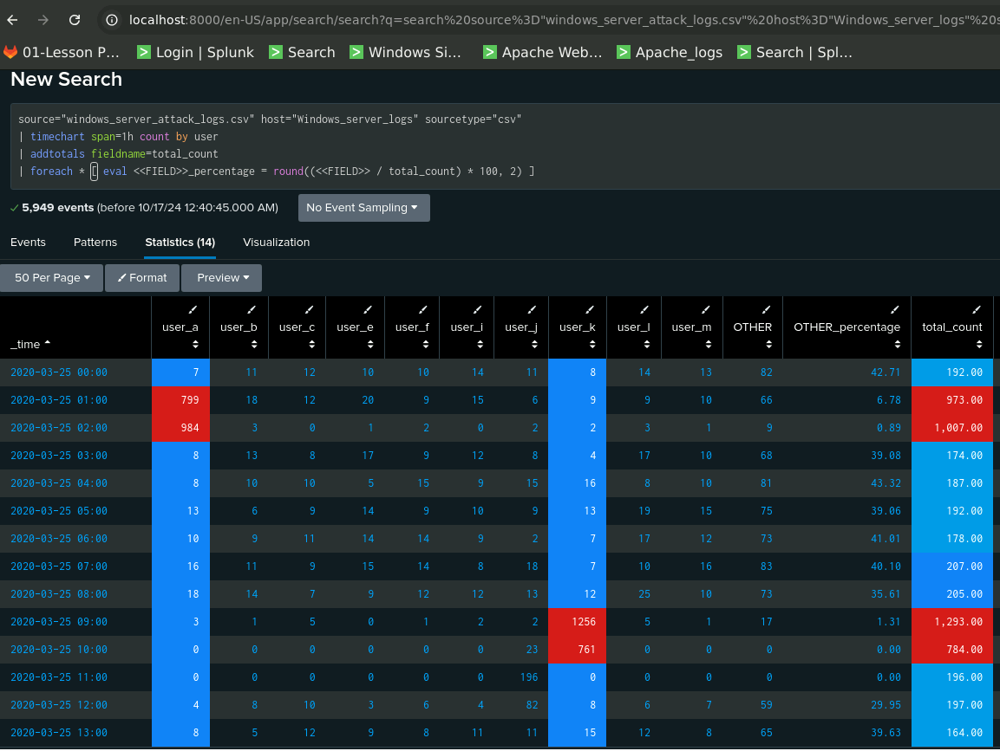 localhost:8000/en-US/app/search/search?q=search%20source%3D"windows_server_attack_logs.csv"%20host%3D"Windows_server_logs"%20s
01-Lesson P... Login | Splunk Search Windows Si... Apache Web... Apache_logs Search | Spl...
New Search
source="windows_server_attack_logs.csv" host="Windows_server_logs" sourcetype="csv"
| timechart span=1h count by user
| addtotals fieldname=total_count
| foreach * [ eval <<FIELD>>_percentage = round((<<FIELD>> / total_count) * 100, 2) ]
5,949 events (before 10/17/24 12:40:45.000 AM) No Event Sampling
Events Patterns Statistics (14) Visualization
50 Per Page Format Preview
_time user_a user_b user_c user_e user_f user_i user_j user_k user_l user_m OTHER OTHER_percentage total_count
2020-03-25 00:00 7 11 12 10 10 14 11 8 14 13 82 42.71 192.00
2020-03-25 01:00 799 18 12 20 9 15 6 9 9 10 66 6.78 973.00
2020-03-25 02:00 984 3 0 1 2 0 2 2 3 1 9 0.89 1,007.00
2020-03-25 03:00 8 13 8 17 9 12 8 4 17 10 68 39.08 174.00
2020-03-25 04:00 8 10 10 5 15 9 15 16 8 10 81 43.32 187.00
2020-03-25 05:00 13 6 9 14 9 10 9 13 19 15 75 39.06 192.00
2020-03-25 06:00 10 9 11 14 14 9 2 7 17 12 73 41.01 178.00
2020-03-25 07:00 16 11 9 15 14 8 18 7 10 16 83 40.10 207.00
2020-03-25 08:00 18 14 7 9 12 12 13 12 25 10 73 35.61 205.00
2020-03-25 09:00 3 1 5 0 1 2 2 1256 5 1 17 1.31 1,293.00
2020-03-25 10:00 0 0 0 0 0 0 23 761 0 0 0 0.00 784.00
2020-03-25 11:00 0 0 0 0 0 0 196 0 0 0 0 0.00 196.00
2020-03-25 12:00 4 8 10 3 6 4 82 8 6 7 59 29.95 197.00
2020-03-25 13:00 8 5 12 9 8 11 11 15 12 8 65 39.63 164.00